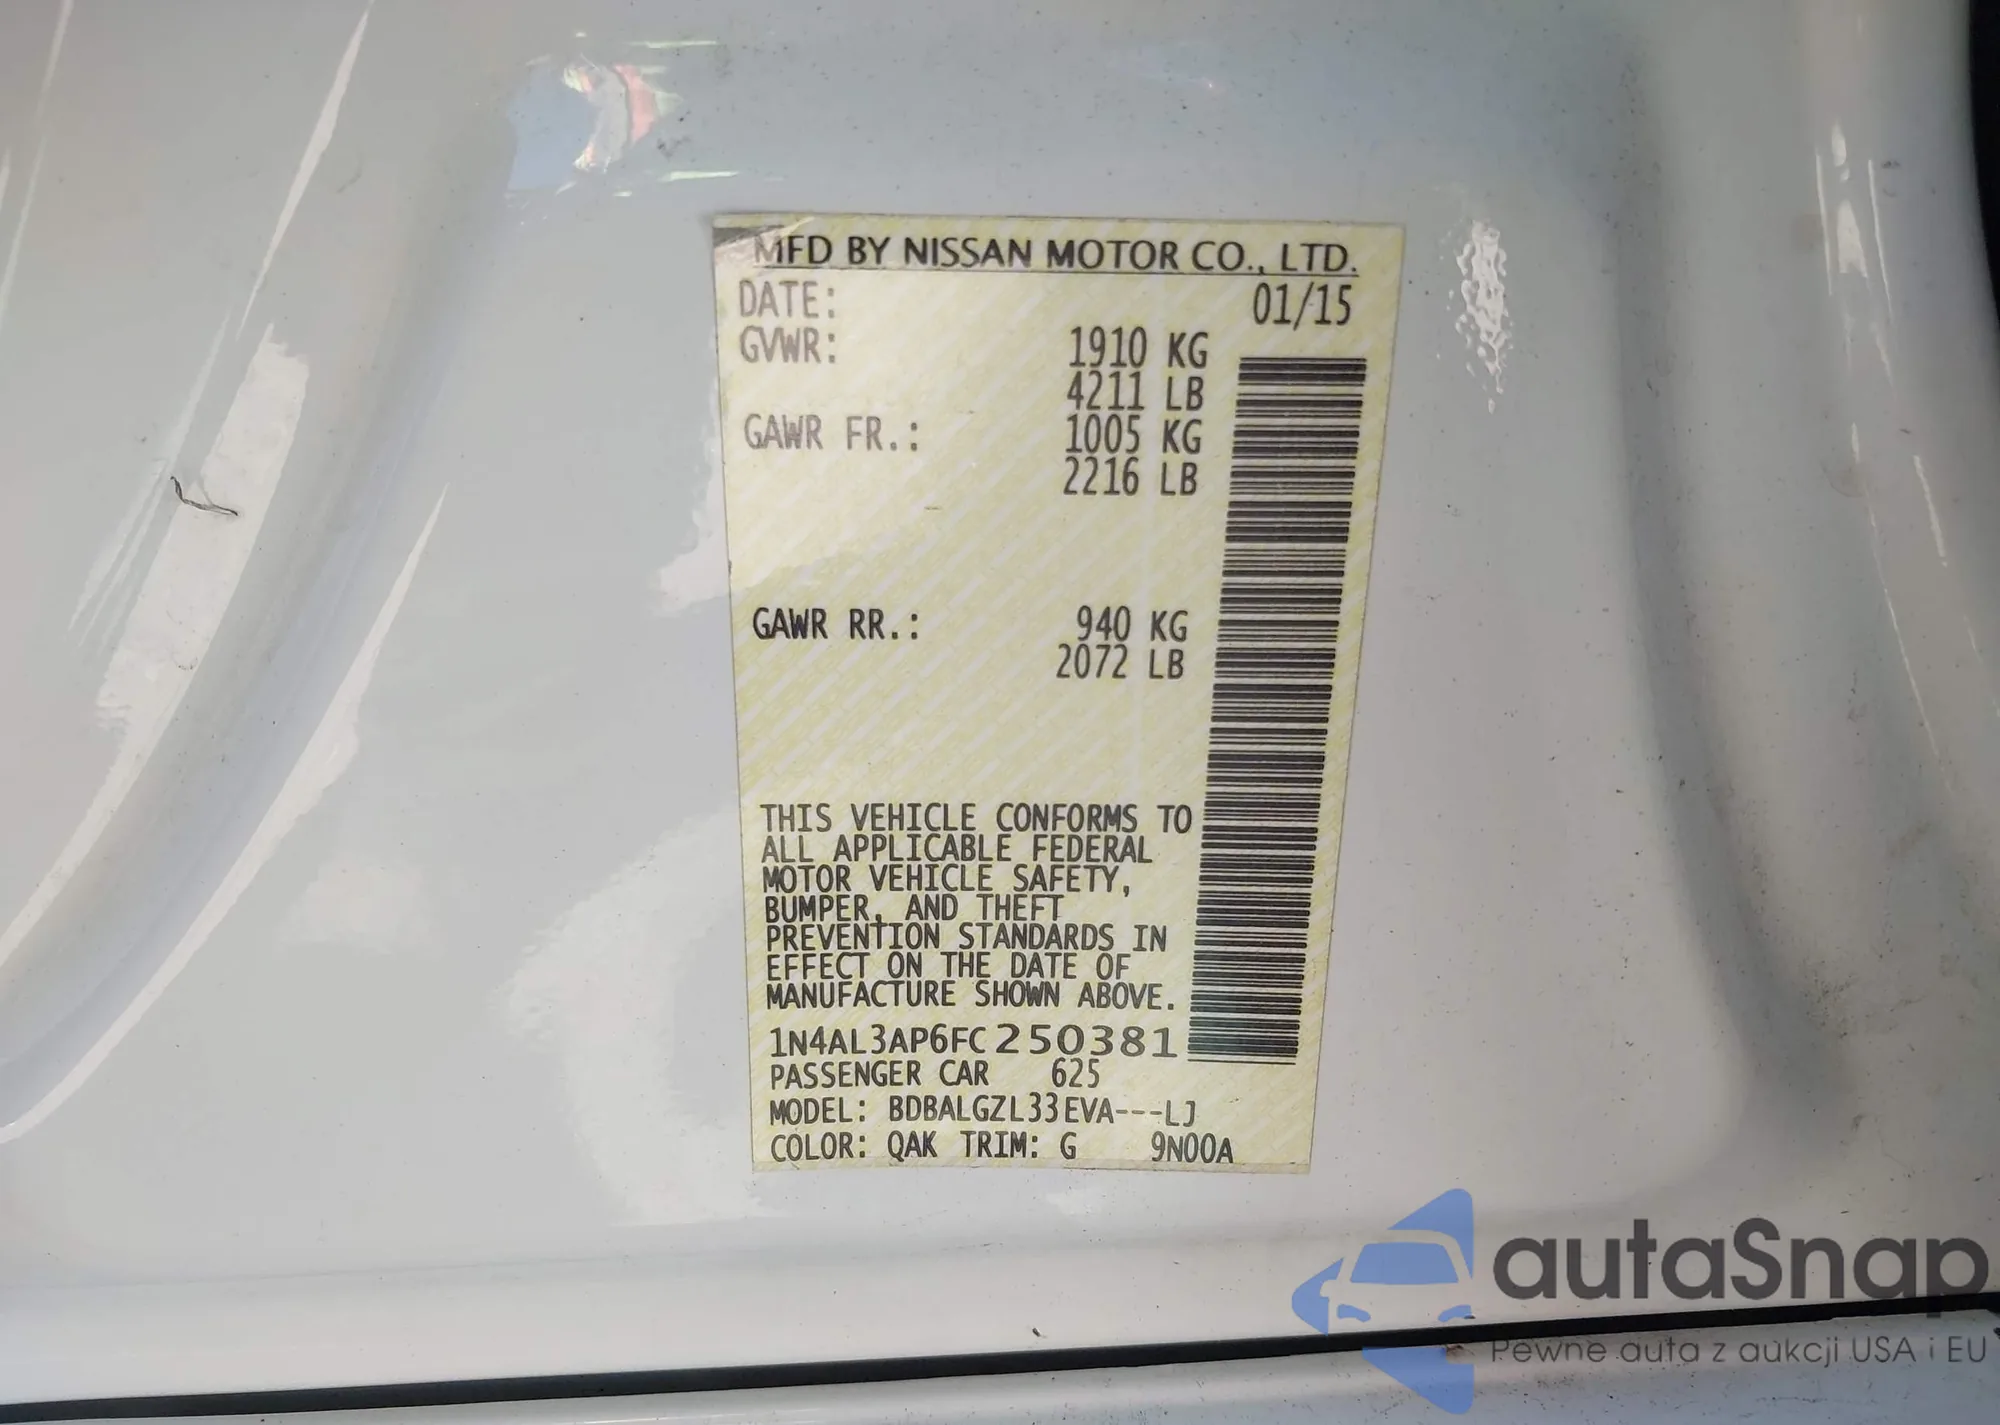 MFD BY NISSAN MOTOR CO., LTD.
DATE: 01/15
GVWR: 1910 KG
4211 LB
GAWR FR.: 1005 KG
2216 LB
GAWR RR.: 940 KG
2072 LB
THIS VEHICLE CONFORMS TO
ALL APPLICABLE FEDERAL
MOTOR VEHICLE SAFETY,
BUMPER, AND THEFT
PREVENTION STANDARDS IN
EFFECT ON THE DATE OF
MANUFACTURE SHOWN ABOVE.
1N4AL3AP6FC250381
PASSENGER CAR 625
MODEL: BDBALGZL33EVA---LJ
COLOR: QAK TRIM: G 9N00A
autaSnap
Pewne auta z aukcji USA i EU